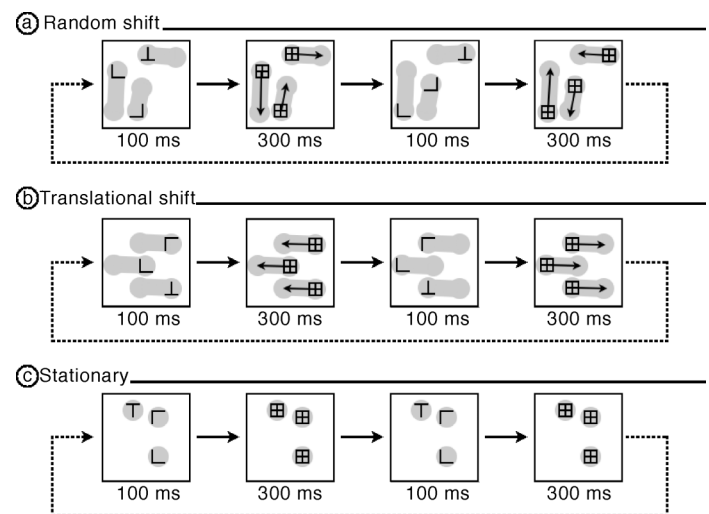 ⓐ Random shift
100 ms 300 ms 100 ms 300 ms
ⓑ Translational shift
100 ms 300 ms 100 ms 300 ms
ⓒ Stationary
100 ms 300 ms 100 ms 300 ms